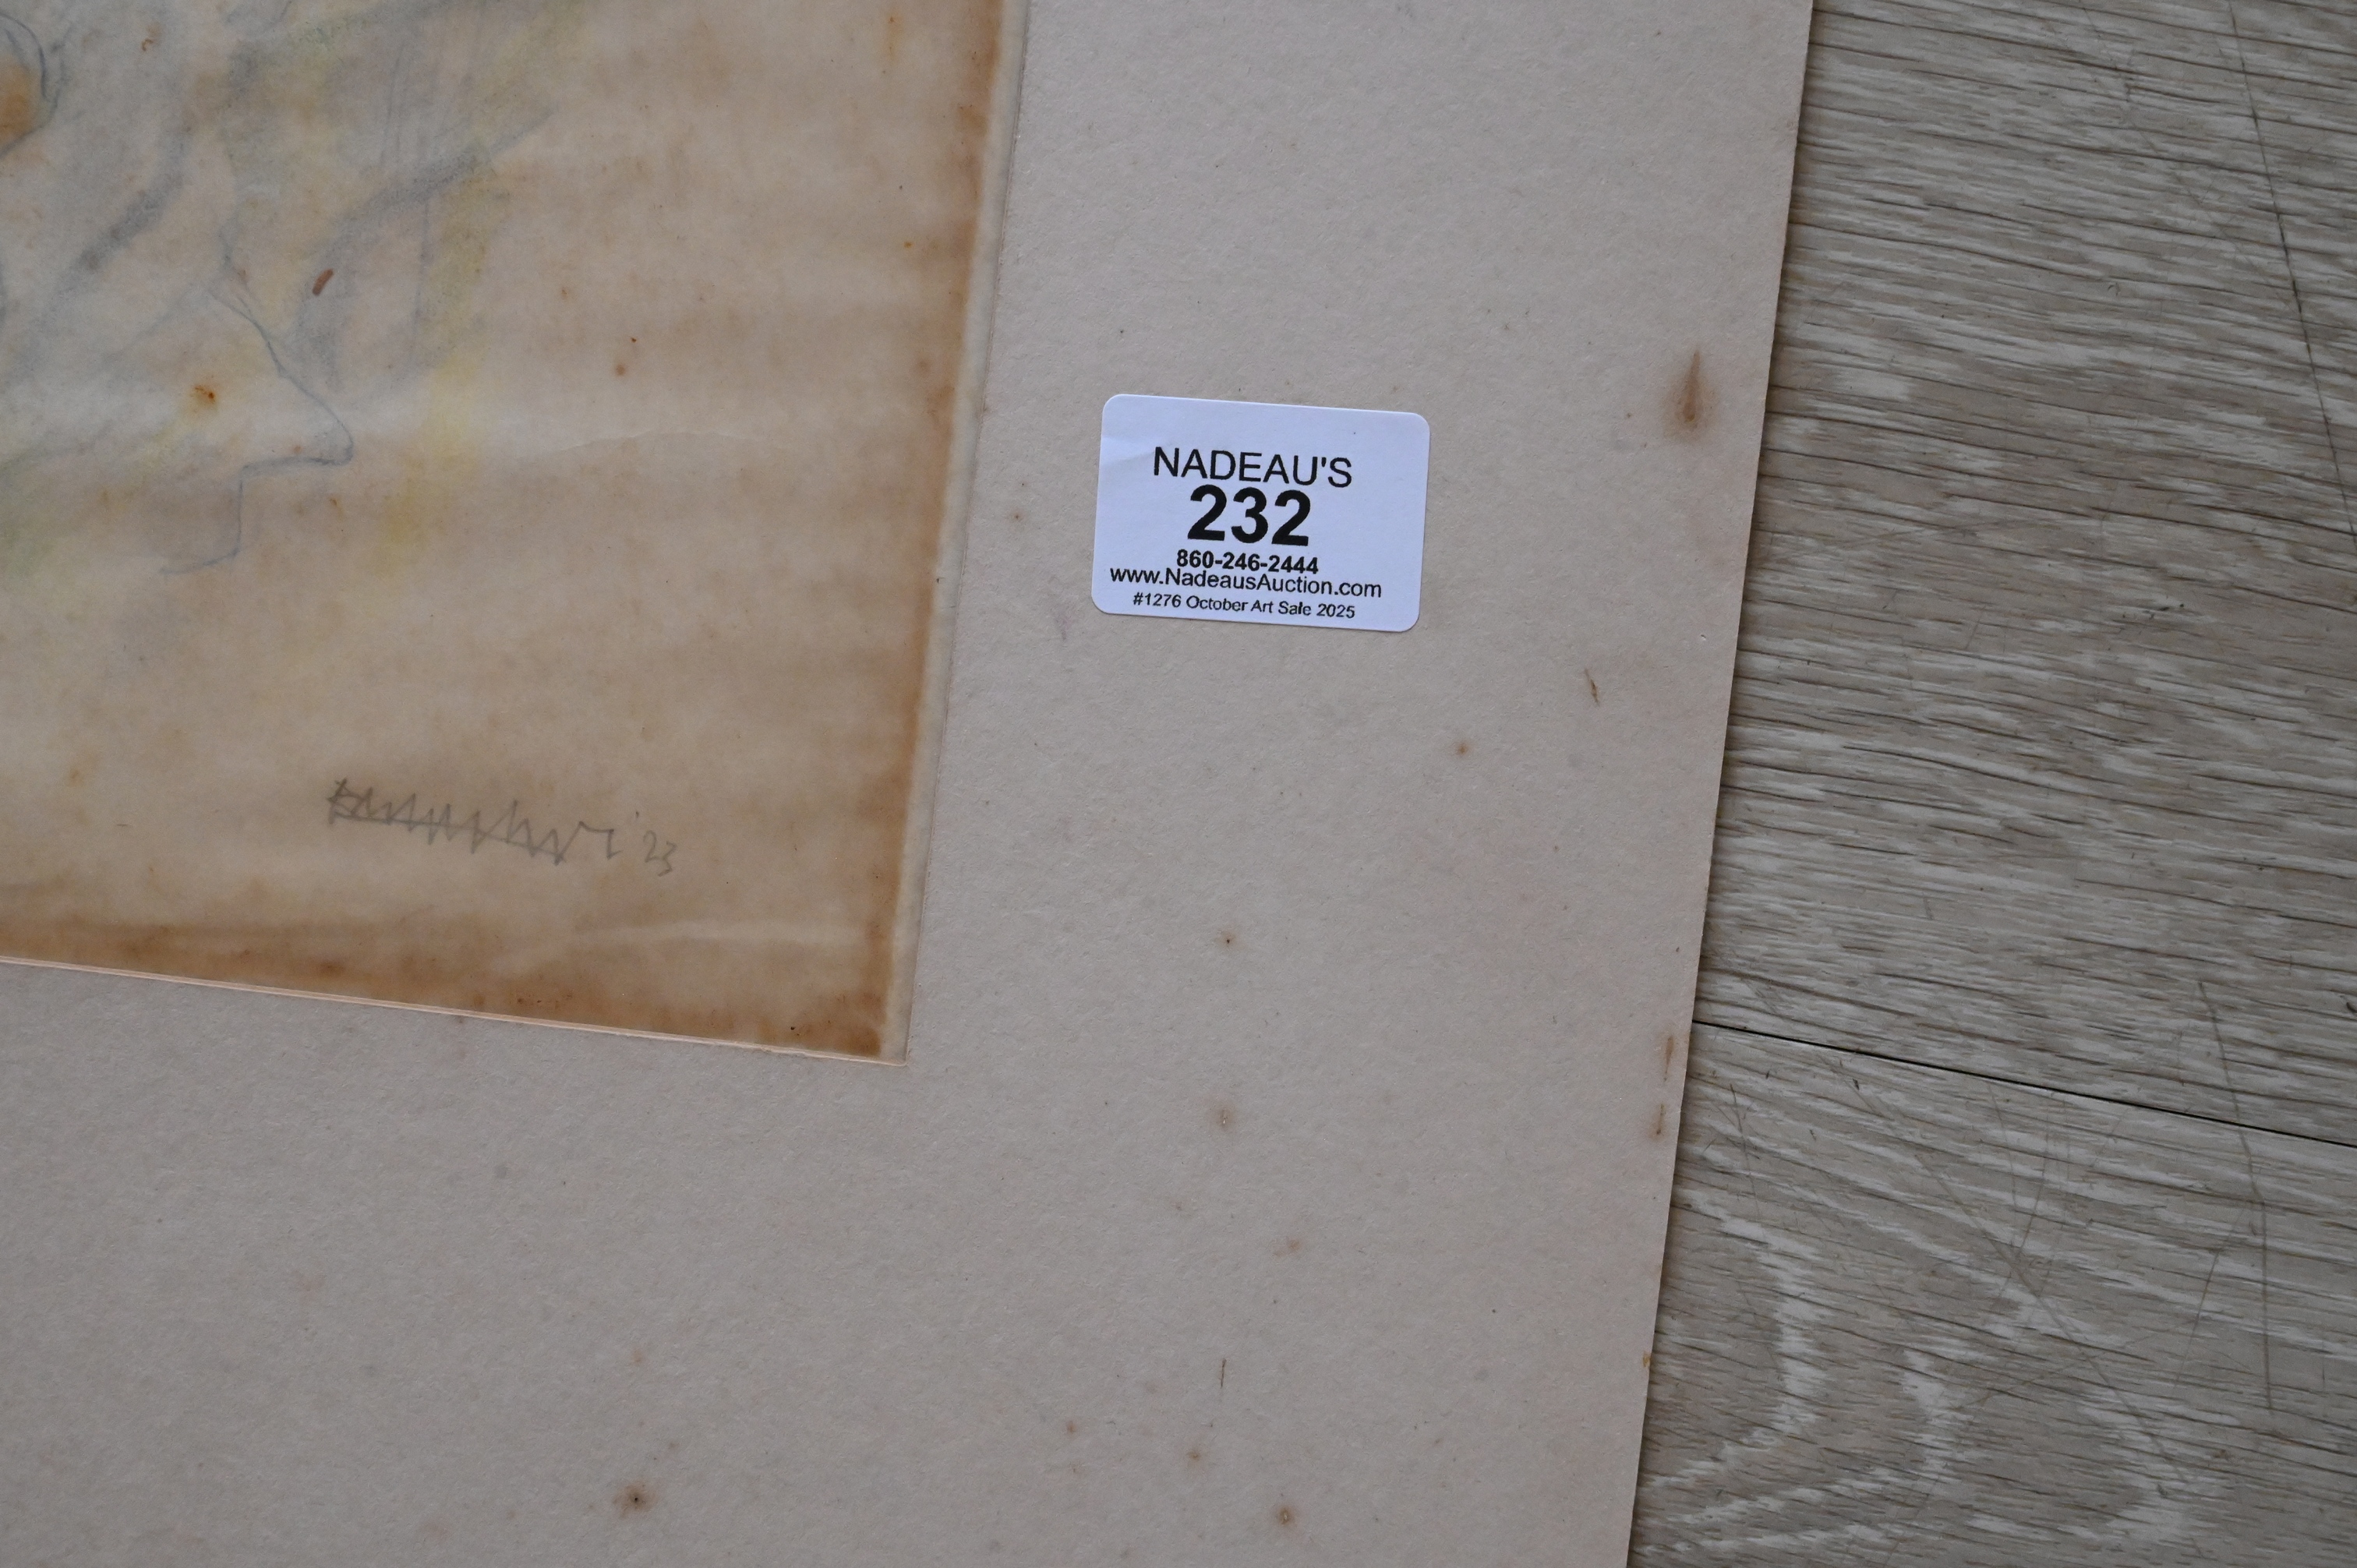 NADEAU'S
232
860-246-2444
www.NadeausAuction.com
#1276 October Art Sale 2025
'23